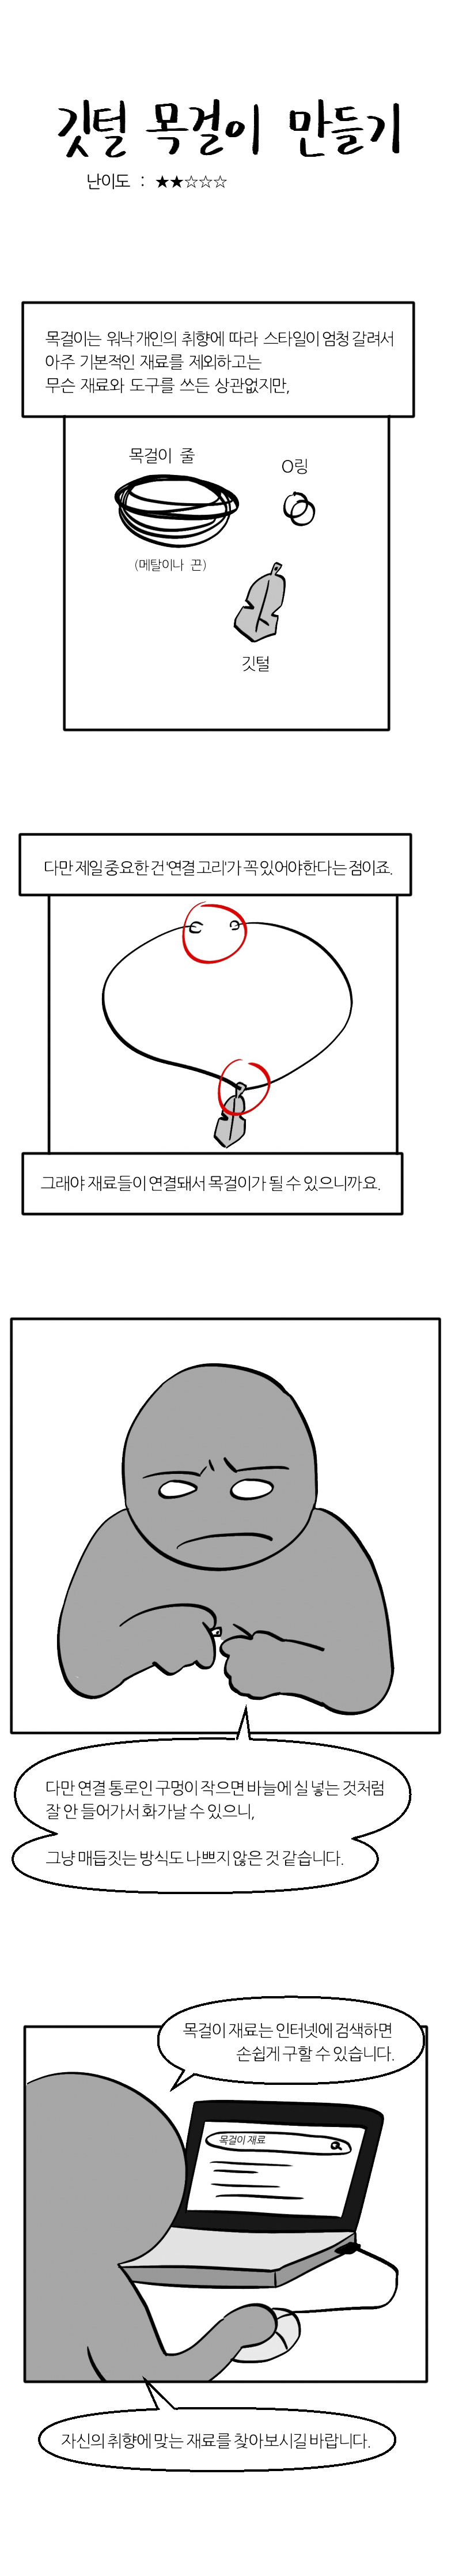 깃털 목걸이 만들기
난이도 : ★★☆☆☆
목걸이는 워낙 개인의 취향에 따라 스타일이 엄청 갈려서
아주 기본적인 재료를 제외하고는
무슨 재료와 도구를 쓰든 상관없지만,
목걸이 줄
O링
(메탈이나 끈)
깃털
다만 제일 중요한 건 '연결 고리'가 꼭 있어야한다는 점이죠.
그래야 재료들이 연결돼서 목걸이가 될 수 있으니까요.
다만 연결 통로인 구멍이 작으면 바늘에 실 넣는 것처럼
잘 안 들어가서 화가날 수 있으니,
그냥 매듭짓는 방식도 나쁘지 않은 것 같습니다.
목걸이 재료는 인터넷에 검색하면
손쉽게 구할 수 있습니다.
목걸이 재료
자신의 취향에 맞는 재료를 찾아보시길 바랍니다.